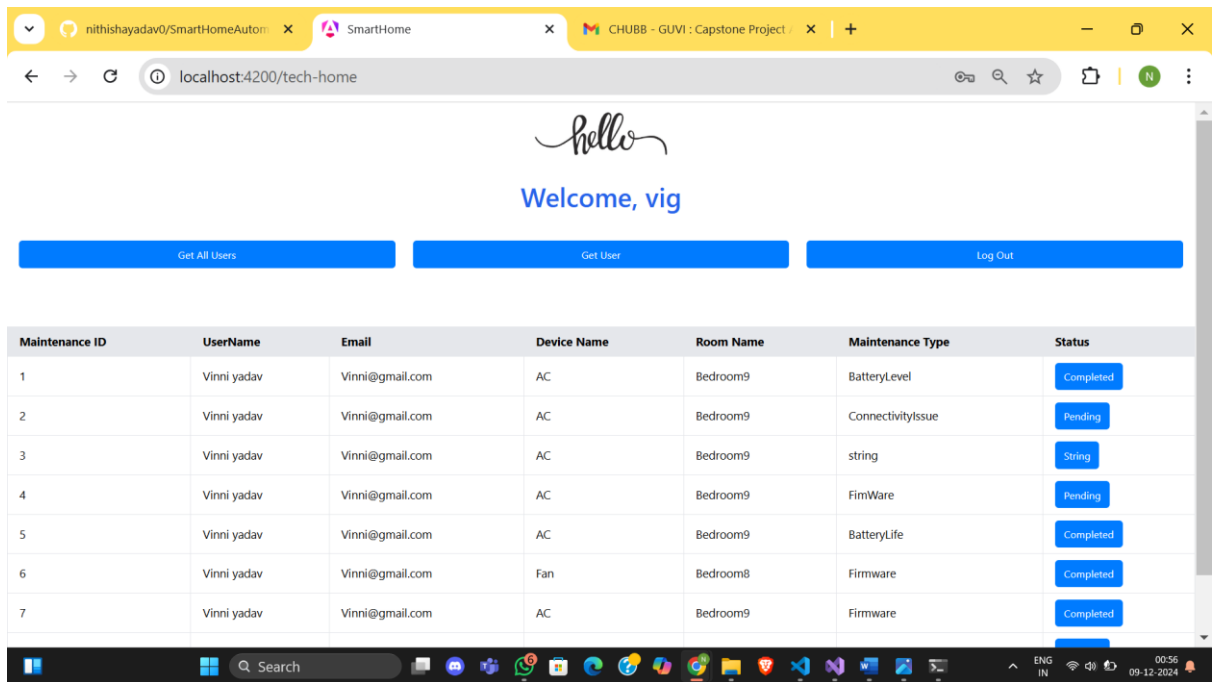 nithishayadav0/SmartHomeAutom
SmartHome
CHUBB - GUVI : Capstone Project /
localhost:4200/tech-home
N
hello
Welcome, vig
Get All Users
Get User
Log Out
Maintenance ID UserName Email Device Name Room Name Maintenance Type Status
1 Vinni yadav Vinni@gmail.com AC Bedroom9 BatteryLevel Completed
2 Vinni yadav Vinni@gmail.com AC Bedroom9 ConnectivityIssue Pending
3 Vinni yadav Vinni@gmail.com AC Bedroom9 string String
4 Vinni yadav Vinni@gmail.com AC Bedroom9 FimWare Pending
5 Vinni yadav Vinni@gmail.com AC Bedroom9 BatteryLife Completed
6 Vinni yadav Vinni@gmail.com Fan Bedroom8 Firmware Completed
7 Vinni yadav Vinni@gmail.com AC Bedroom9 Firmware Completed
Search
ENG
IN
00:56
09-12-2024